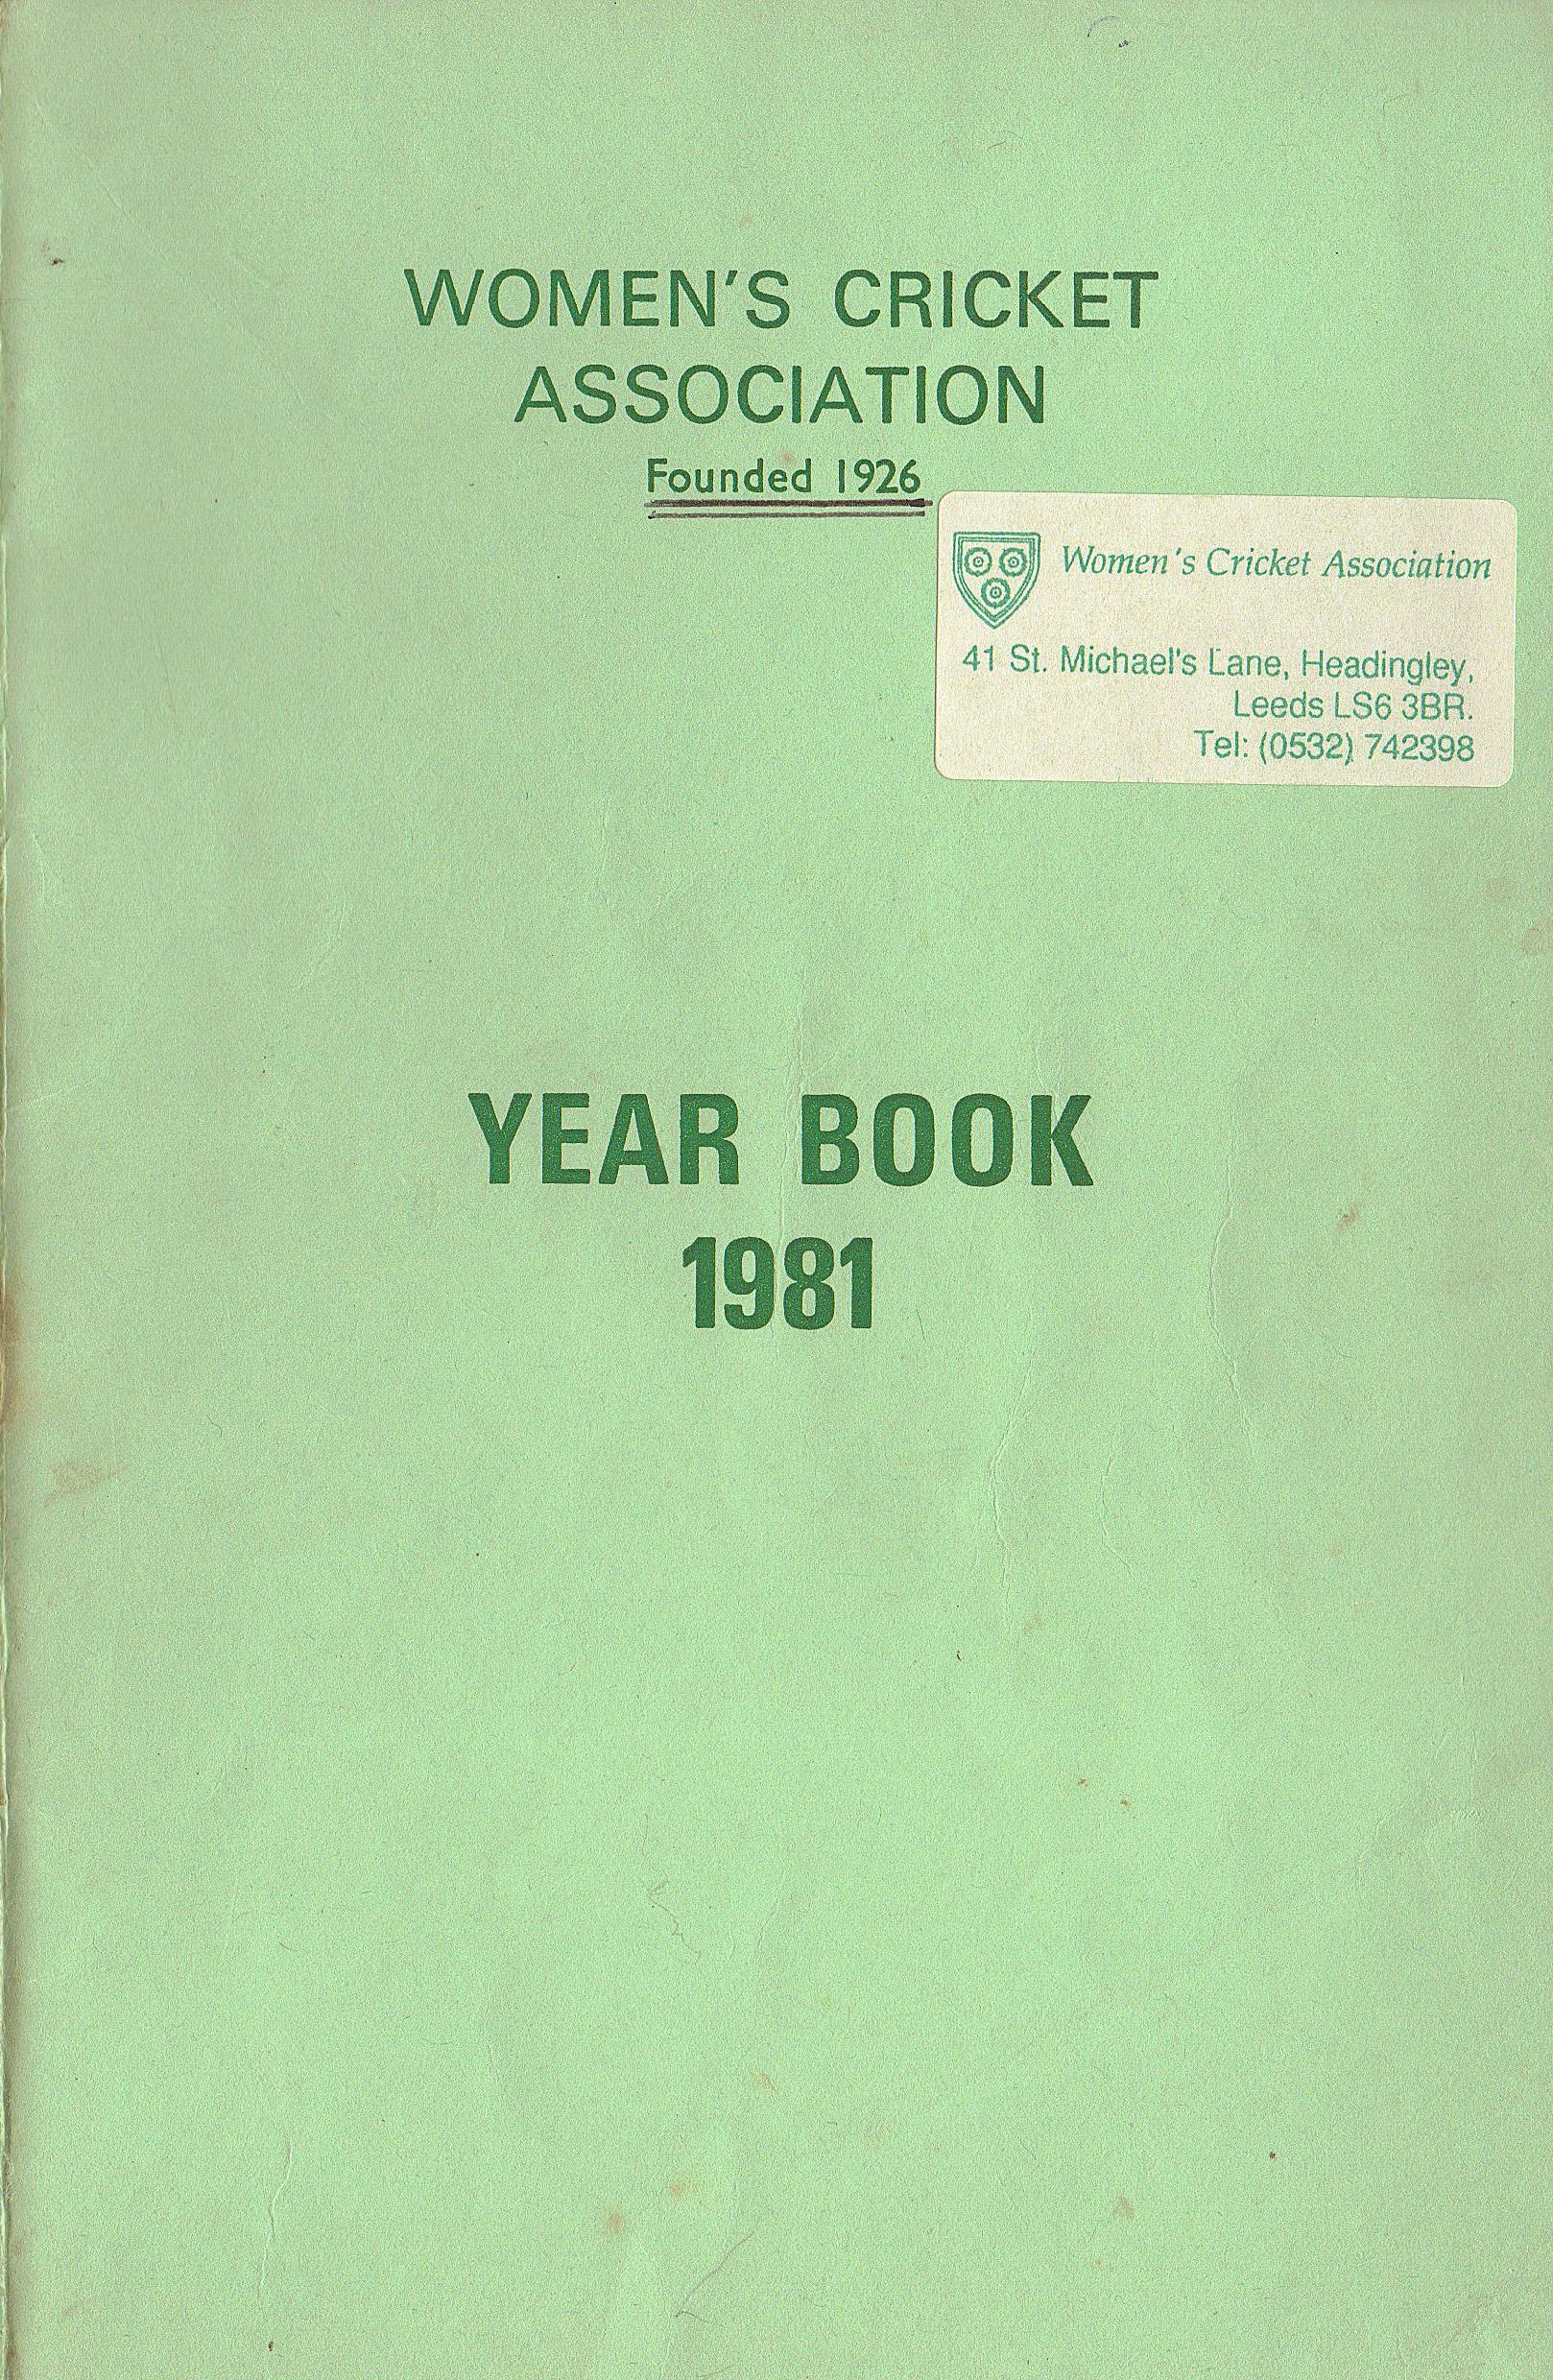 WOMEN'S CRICKET
ASSOCIATION
Founded 1926
Women's Cricket Association
41 St. Michael's Lane, Headingley,
Leeds LS6 3BR.
Tel: (0532) 742398
YEAR BOOK
1981